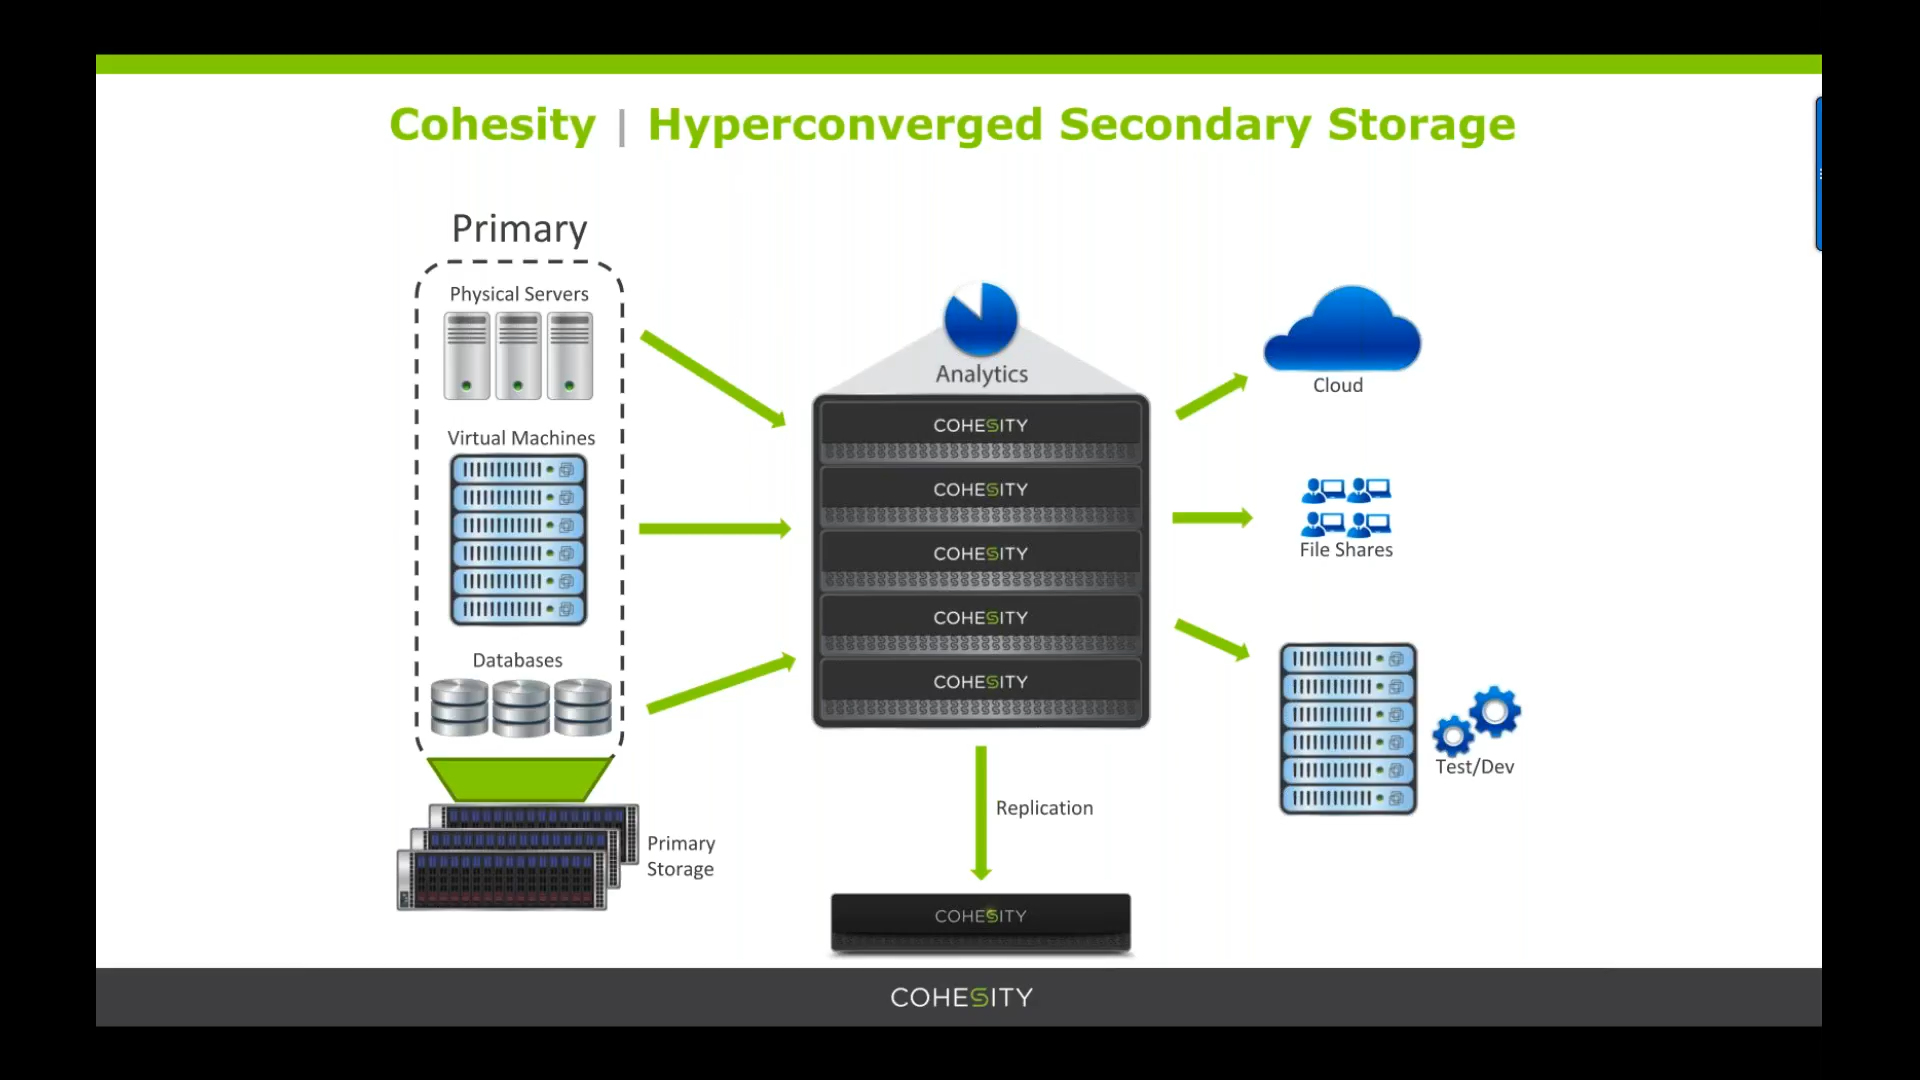 Cohesity | Hyperconverged Secondary Storage
Primary
Physical Servers
Virtual Machines
Databases
Primary
Storage
Analytics
COHESITY
COHESITY
COHESITY
COHESITY
COHESITY
Replication
COHESITY
Cloud
File Shares
Test/Dev
COHESITY